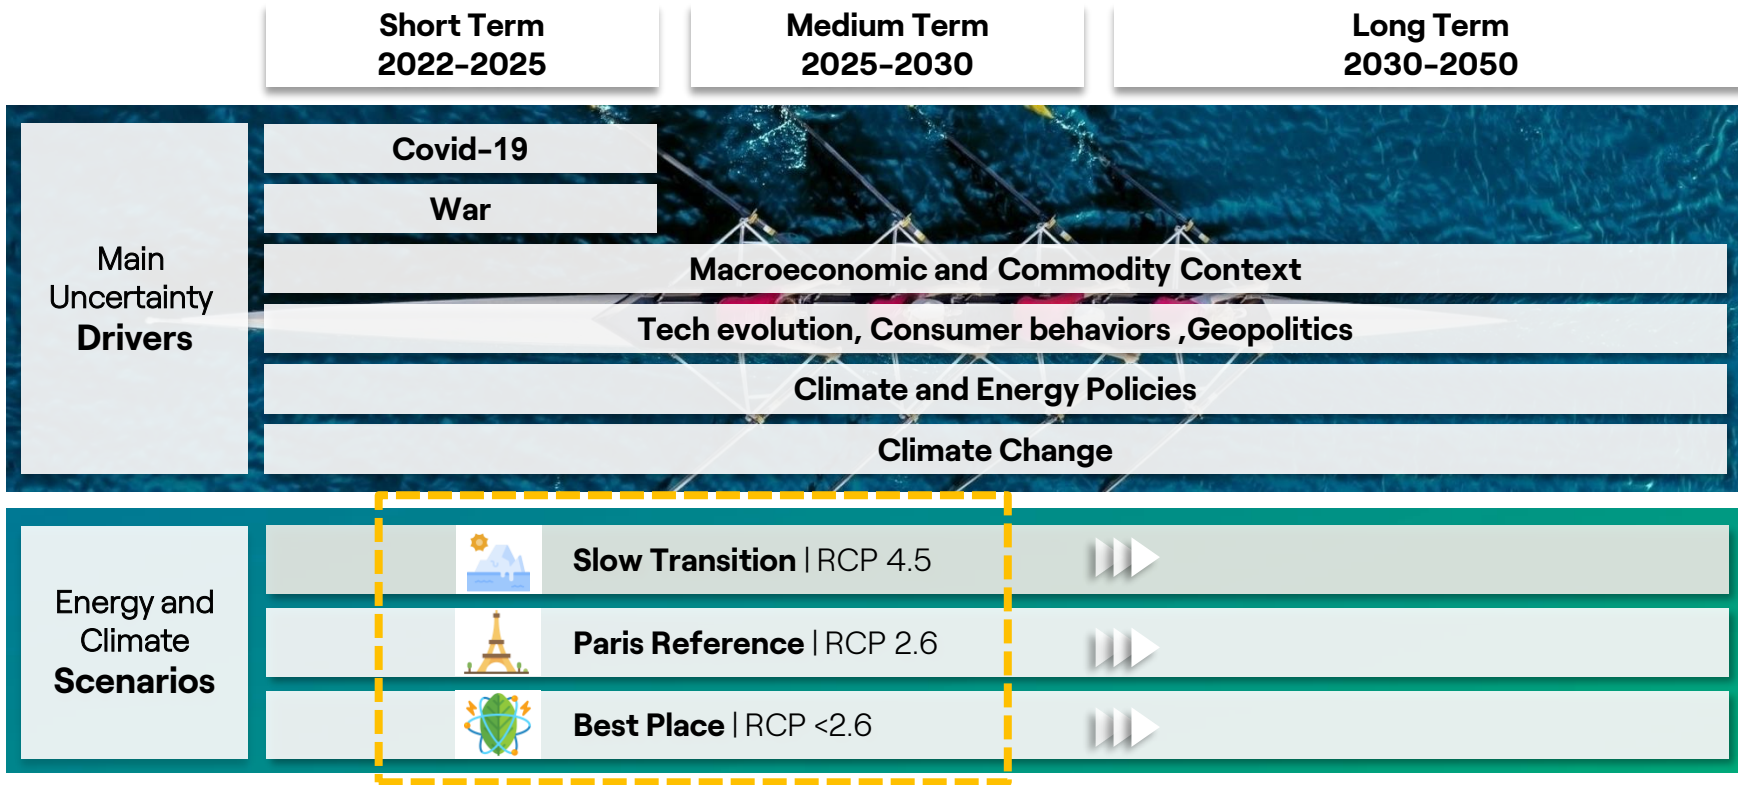 Short Term
2022-2025
Medium Term
2025-2030
Long Term
2030-2050
Main
Uncertainty
Drivers
Covid-19
War
Macroeconomic and Commodity Context
Tech evolution, Consumer behaviors ,Geopolitics
Climate and Energy Policies
Climate Change
Energy and
Climate
Scenarios
Slow Transition | RCP 4.5
Paris Reference | RCP 2.6
Best Place | RCP <2.6